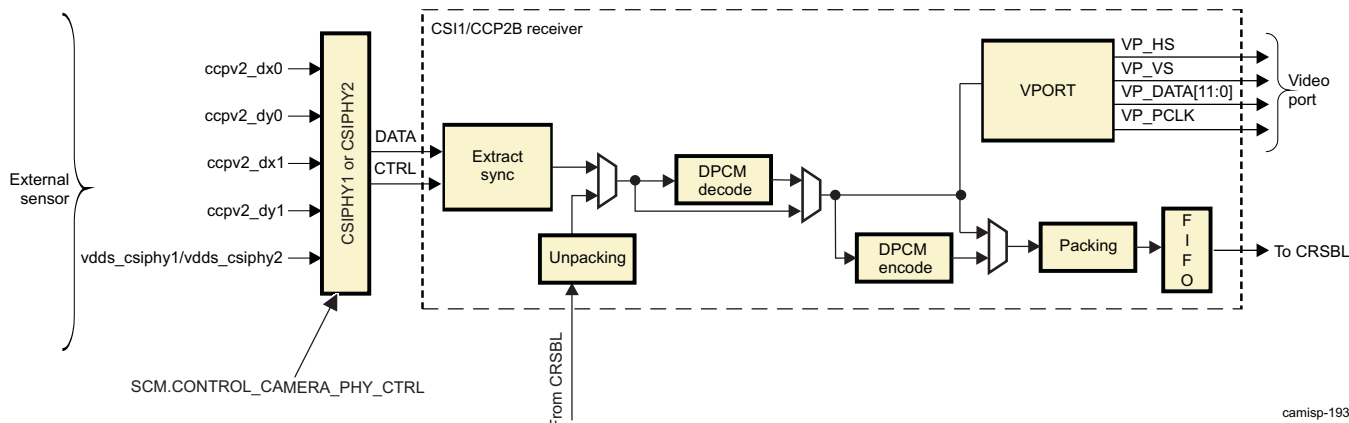 CSI1/CCP2B receiver
External
sensor
ccpv2_dx0
ccpv2_dy0
ccpv2_dx1
ccpv2_dy1
vdds_csiphy1/vdds_csiphy2
CSIPHY1 or CSIPHY2
DATA
CTRL
Extract
sync
Unpacking
DPCM
decode
DPCM
encode
VPORT
VP_HS
VP_VS
VP_DATA[11:0]
VP_PCLK
Video
port
Packing
F
I
F
O
To CRSBL
SCM.CONTROL_CAMERA_PHY_CTRL
From CRSBL
camisp-193